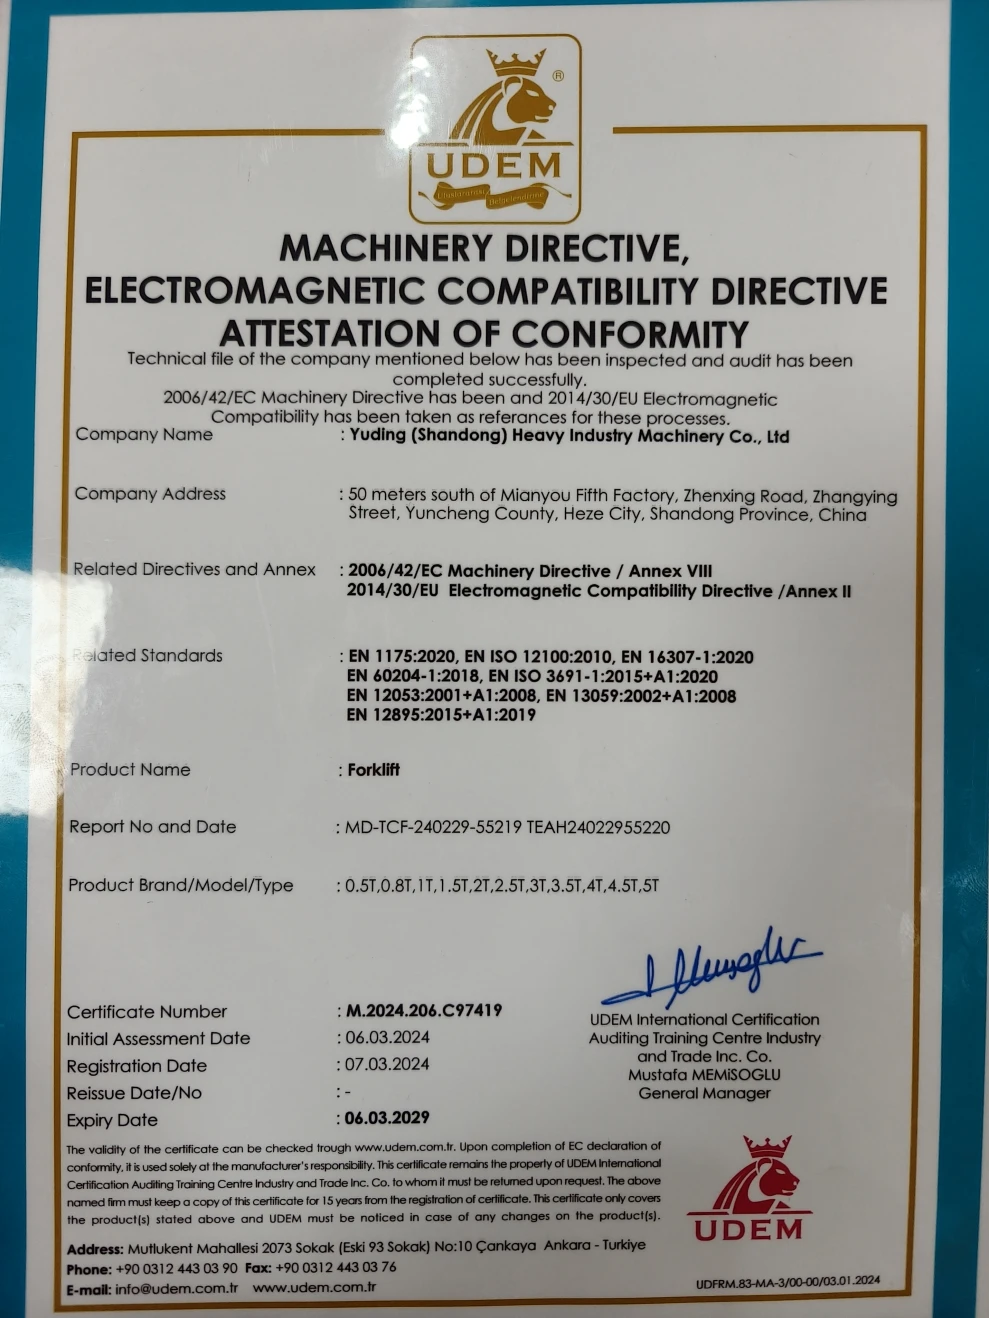 ®
UDEM
Uluslararası Belgelendirme
MACHINERY DIRECTIVE,
ELECTROMAGNETIC COMPATIBILITY DIRECTIVE
ATTESTATION OF CONFORMITY
Technical file of the company mentioned below has been inspected and audit has been
completed successfully.
2006/42/EC Machinery Directive has been and 2014/30/EU Electromagnetic
Compatibility has been taken as referances for these processes.
Company Name : Yuding (Shandong) Heavy Industry Machinery Co., Ltd
Company Address : 50 meters south of Mianyou Fifth Factory, Zhenxing Road, Zhangying
Street, Yuncheng County, Heze City, Shandong Province, China
Related Directives and Annex : 2006/42/EC Machinery Directive / Annex VIII
2014/30/EU Electromagnetic Compatibility Directive /Annex II
Related Standards : EN 1175:2020, EN ISO 12100:2010, EN 16307-1:2020
EN 60204-1:2018, EN ISO 3691-1:2015+A1:2020
EN 12053:2001+A1:2008, EN 13059:2002+A1:2008
EN 12895:2015+A1:2019
Product Name : Forklift
Report No and Date : MD-TCF-240229-55219 TEAH24022955220
Product Brand/Model/Type : 0.5T,0.8T,1T,1.5T,2T,2.5T,3T,3.5T,4T,4.5T,5T
Certificate Number : M.2024.206.C97419
Initial Assessment Date : 06.03.2024
Registration Date : 07.03.2024
Reissue Date/No : -
Expiry Date : 06.03.2029
UDEM International Certification
Auditing Training Centre Industry
and Trade Inc. Co.
Mustafa MEMİSOGLU
General Manager
The validity of the certificate can be checked trough www.udem.com.tr. Upon completion of EC declaration of
conformity, it is used solely at the manufacturer's responsibility. This certificate remains the property of UDEM International
Certification Auditing Training Centre Industry and Trade Inc. Co. to whom it must be returned upon request. The above
named firm must keep a copy of this certificate for 15 years from the registration of certificate. This certificate only covers
the product(s) stated above and UDEM must be noticed in case of any changes on the product(s).
UDEM
Address: Mutlukent Mahallesi 2073 Sokak (Eski 93 Sokak) No:10 Çankaya Ankara - Turkiye
Phone: +90 0312 443 03 90 Fax: +90 0312 443 03 76
E-mail: info@udem.com.tr www.udem.com.tr
UDFRM.83-MA-3/00-00/03.01.2024